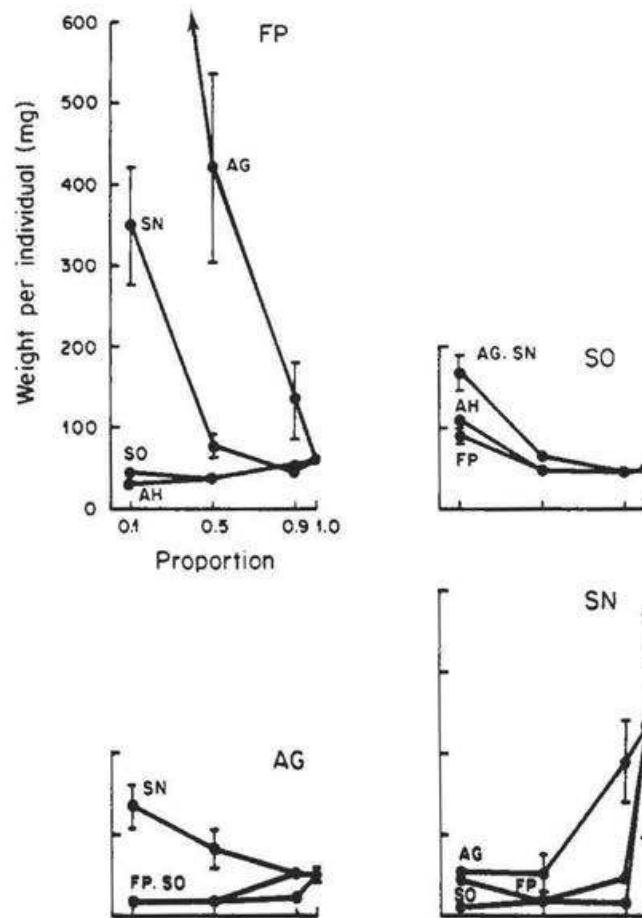 600
FP
500
AG
400
SN
300
Weight per individual (mg)
200
AG. SN
SO
AH
100
SO
FP
AH
0
0.1
0.5
0.9 1.0
Proportion
SN
AG
SN
AG
FP. SO
FP
SO